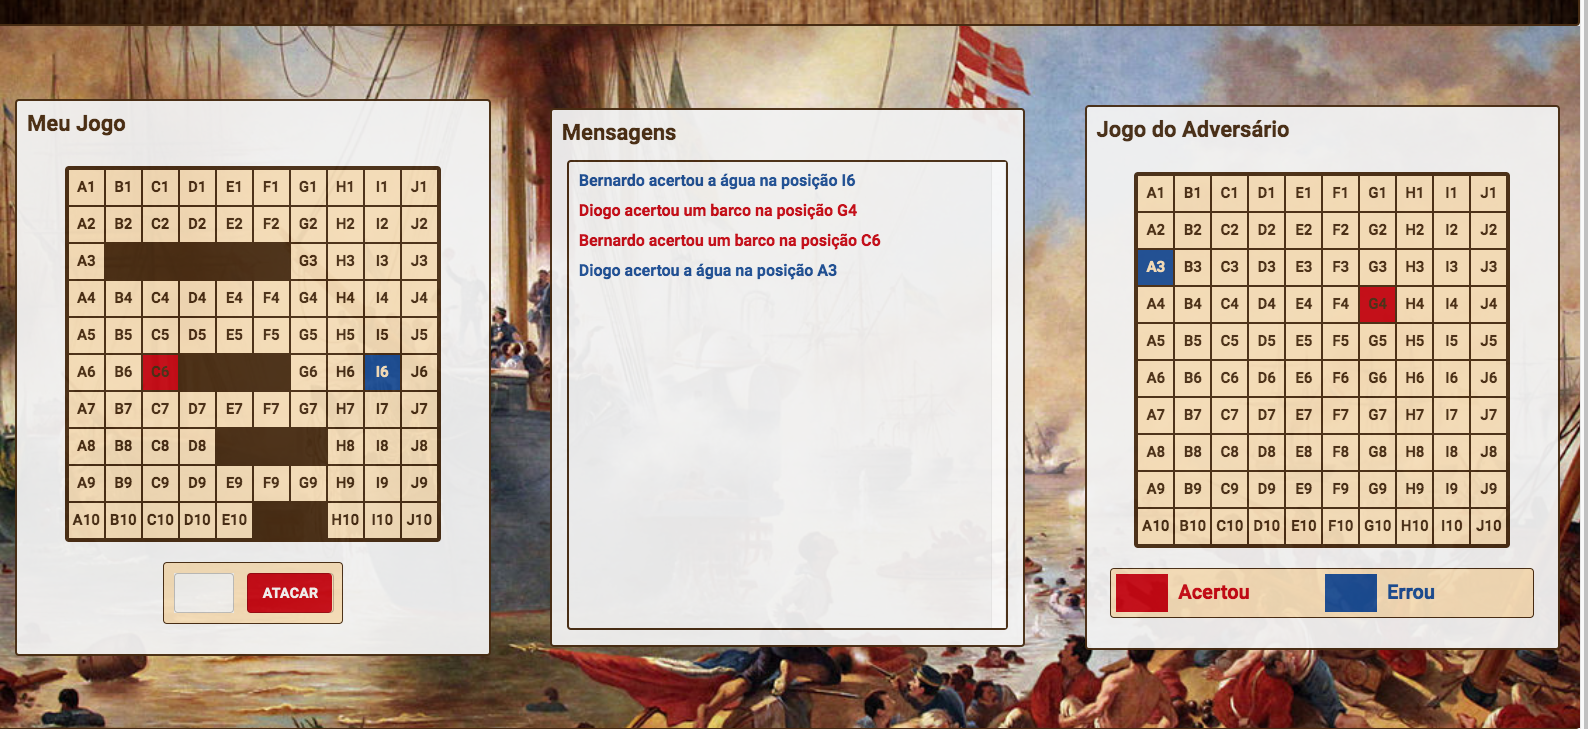 Meu Jogo
A1 B1 C1 D1 E1 F1 G1 H1 I1 J1
A2 B2 C2 D2 E2 F2 G2 H2 I2 J2
A3 G3 H3 I3 J3
A4 B4 C4 D4 E4 F4 G4 H4 I4 J4
A5 B5 C5 D5 E5 F5 G5 H5 I5 J5
A6 B6 C6 G6 H6 I6 J6
A7 B7 C7 D7 E7 F7 G7 H7 I7 J7
A8 B8 C8 D8 H8 I8 J8
A9 B9 C9 D9 E9 F9 G9 H9 I9 J9
A10 B10 C10 D10 E10 H10 I10 J10
ATACAR
Mensagens
Bernardo acertou a água na posição I6
Diogo acertou um barco na posição G4
Bernardo acertou um barco na posição C6
Diogo acertou a água na posição A3
Jogo do Adversário
A1 B1 C1 D1 E1 F1 G1 H1 I1 J1
A2 B2 C2 D2 E2 F2 G2 H2 I2 J2
A3 B3 C3 D3 E3 F3 G3 H3 I3 J3
A4 B4 C4 D4 E4 F4 G4 H4 I4 J4
A5 B5 C5 D5 E5 F5 G5 H5 I5 J5
A6 B6 C6 D6 E6 F6 G6 H6 I6 J6
A7 B7 C7 D7 E7 F7 G7 H7 I7 J7
A8 B8 C8 D8 E8 F8 G8 H8 I8 J8
A9 B9 C9 D9 E9 F9 G9 H9 I9 J9
A10 B10 C10 D10 E10 F10 G10 H10 I10 J10
Acertou Errou